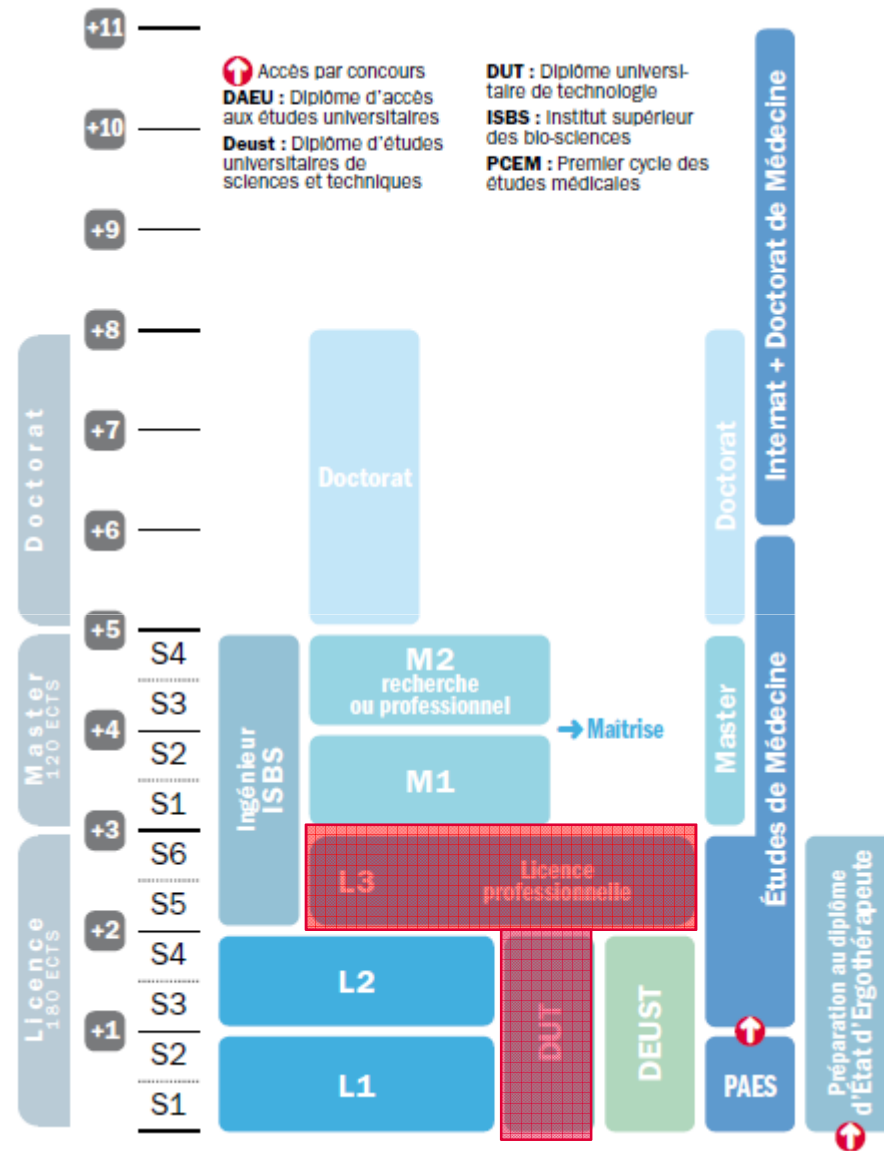 +11
Accès par concours
DAEU : Diplôme d'accès
aux études universitaires
Deust : Diplôme d'études
universitaires de
sciences et techniques
DUT : Diplôme universi-
taire de technologie
ISBS : Institut supérieur
des bio-sciences
PCEM : Premier cycle des
études médicales
+10
+9
+8
+7
+6
+5
+4
+3
+2
+1
Doctorat
Master
120 ECTS
Licence
180 ECTS
S4
S3
S2
S1
S6
S5
S4
S3
S2
S1
Ingénieur
ISBS
Doctorat
M2
recherche
ou professionnel
Maîtrise
M1
L3
Licence
professionnelle
L2
L1
DUT
DEUST
Doctorat
Master
Internat + Doctorat de Médecine
Études de Médecine
PAES
Préparation au diplôme
d'État d'Ergothérapeute